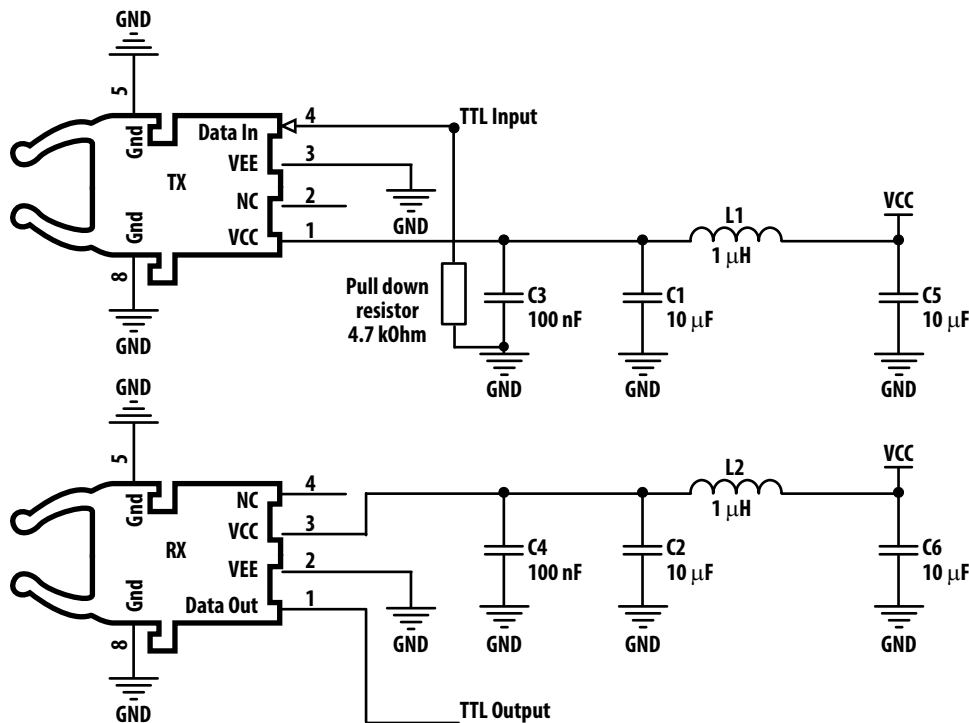 GND
5
Gnd
Data In
4
TTL Input
VEE
3
TX
NC
2
GND
VCC
1
L1
1 μH
VCC
Gnd
8
GND
Pull down
resistor
4.7 kOhm
C3
100 nF
GND
C1
10 μF
GND
C5
10 μF
GND
GND
5
Gnd
NC
4
VCC
3
RX
VEE
2
GND
Data Out
1
L2
1 μH
VCC
C4
100 nF
GND
C2
10 μF
GND
C6
10 μF
GND
Gnd
8
GND
TTL Output